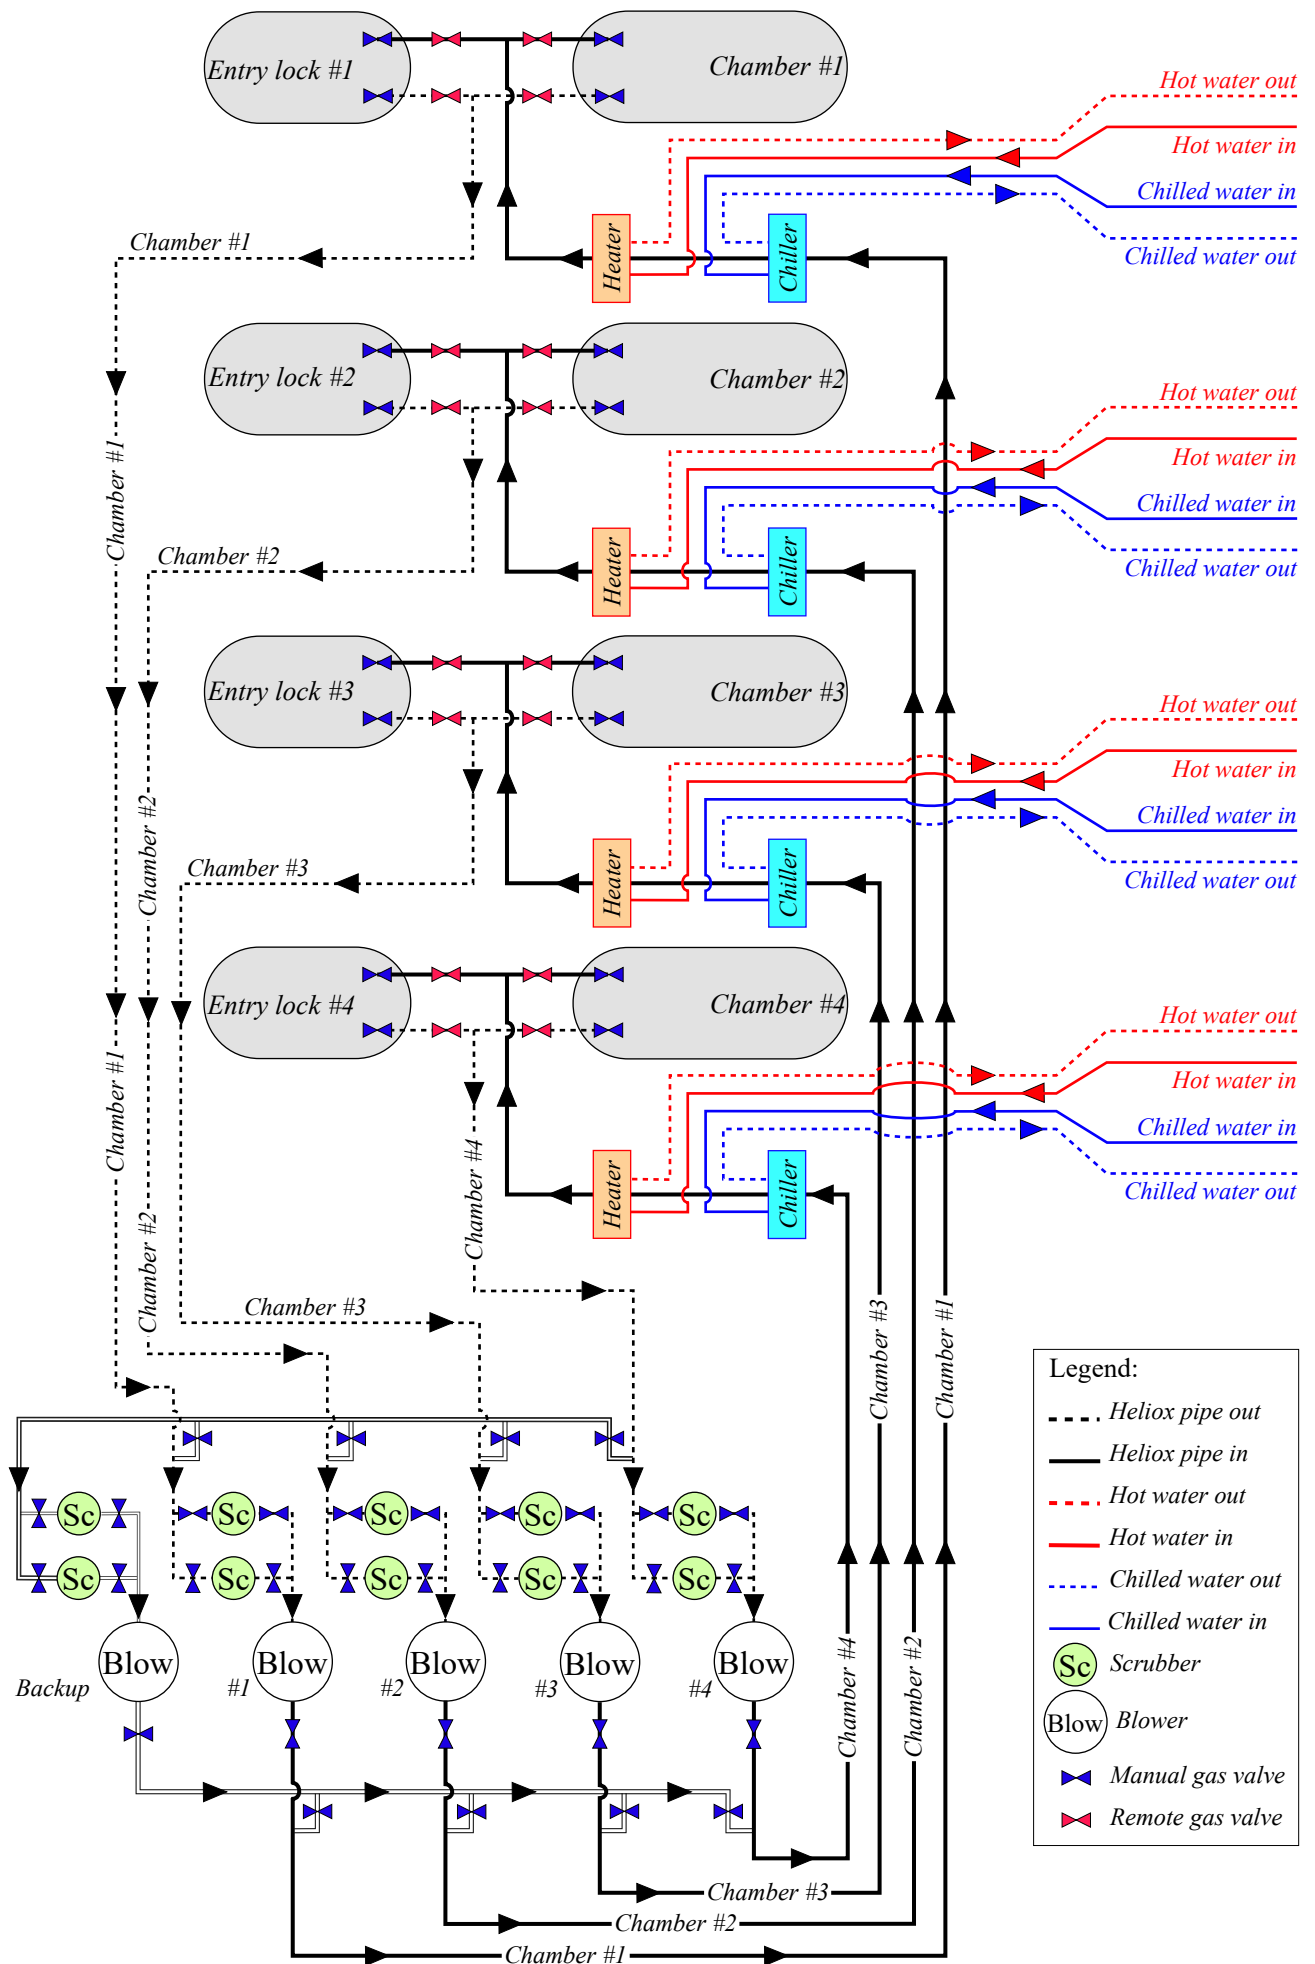 Entry lock #1
Chamber #1
Hot water out
Hot water in
Chilled water in
Chilled water out
Chamber #1
Heater
Chiller
Entry lock #2
Chamber #2
Hot water out
Hot water in
Chilled water in
Chilled water out
Chamber #1
Chamber #2
Heater
Chiller
Entry lock #3
Chamber #3
Hot water out
Hot water in
Chilled water in
Chilled water out
Chamber #2
Chamber #3
Heater
Chiller
Entry lock #4
Chamber #4
Hot water out
Hot water in
Chilled water in
Chilled water out
Chamber #1
Chamber #2
Chamber #4
Heater
Chiller
Chamber #3
Chamber #3
Chamber #1
Sc
Sc
Sc
Sc
Sc
Sc
Sc
Sc
Sc
Sc
Blow
Blow
Blow
Blow
Blow
Backup
#1
#2
#3
#4
Chamber #4
Chamber #2
Chamber #3
Chamber #2
Chamber #1
Legend:
Heliox pipe out
Heliox pipe in
Hot water out
Hot water in
Chilled water out
Chilled water in
Sc
Scrubber
Blow
Blower
Manual gas valve
Remote gas valve